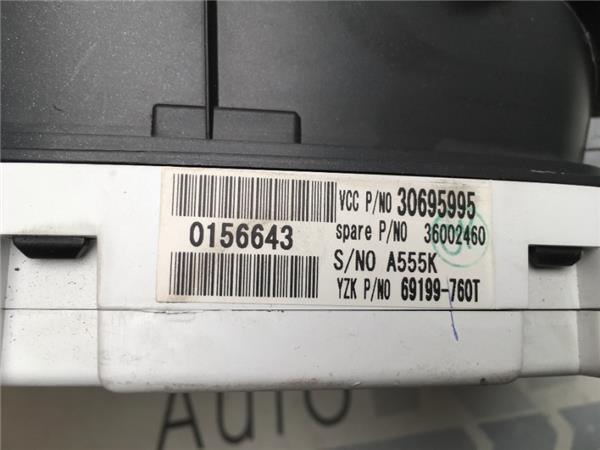 0156643
VCC P/NO 30695995
spare P/NO 36002460
S/NO A555K
YZK P/NO 69199-760T
Auto